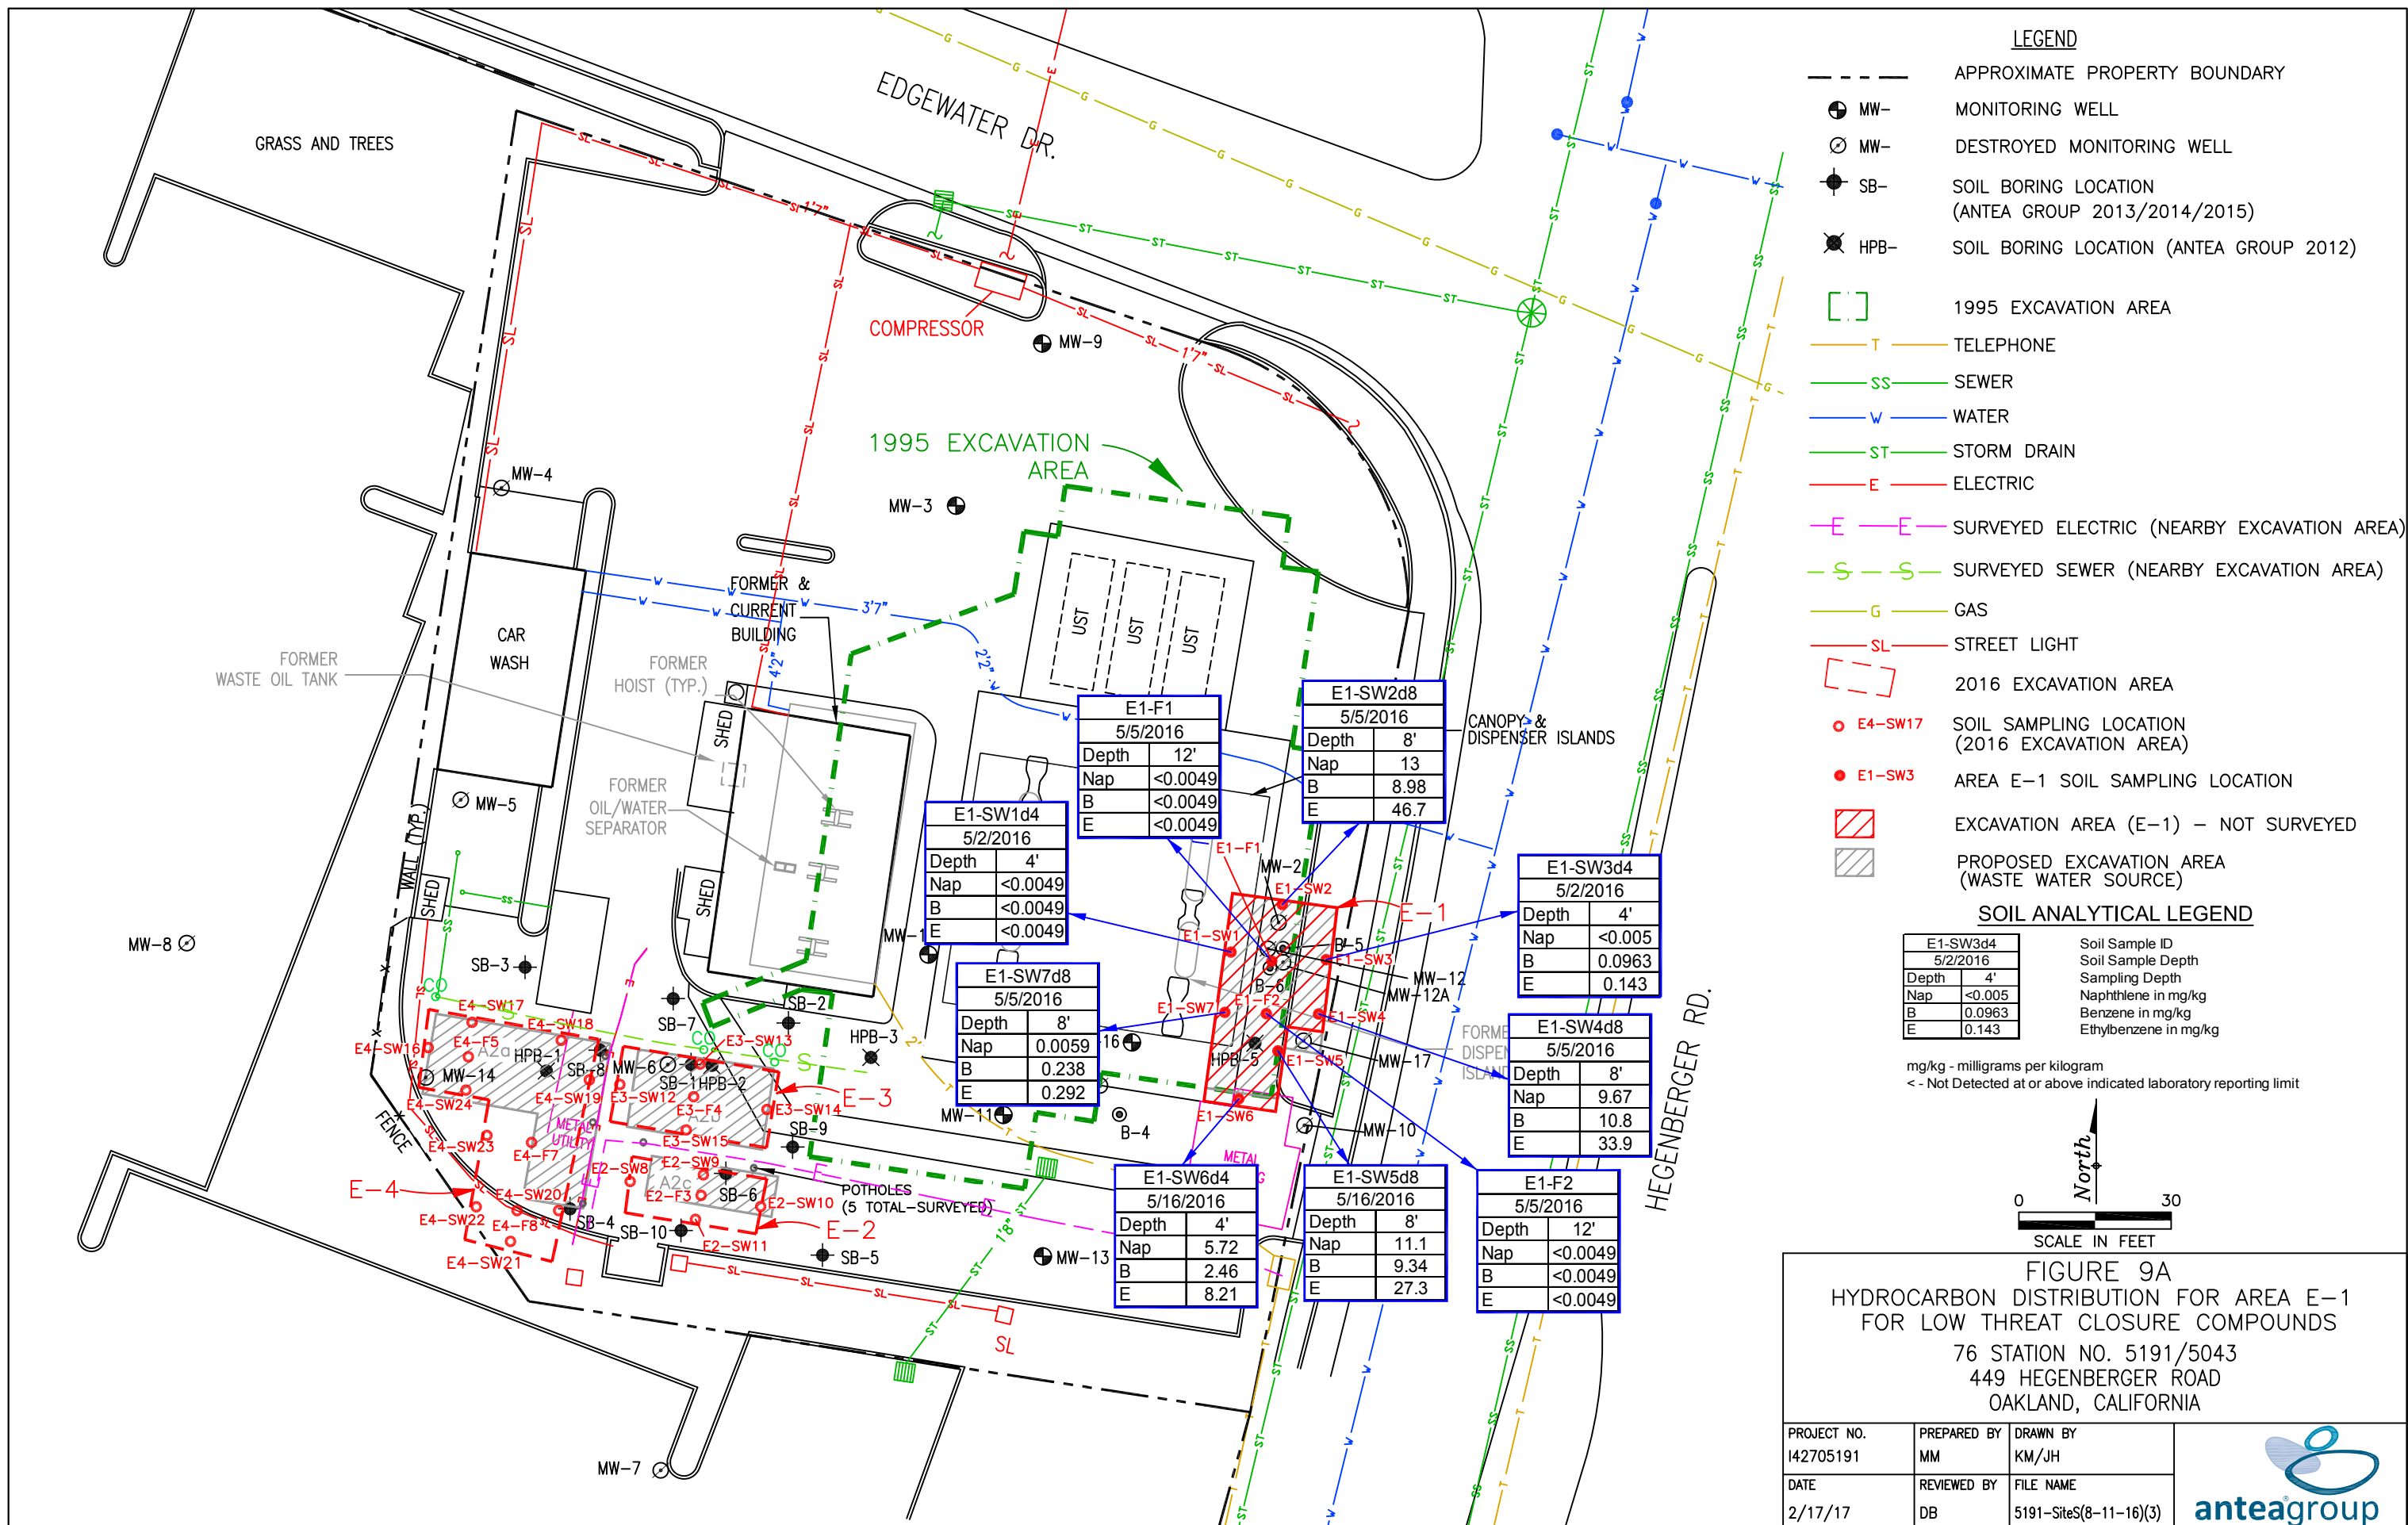 EDGEWATER DR.
GRASS AND TREES
COMPRESSOR
MW-9
1'7"
1'7"
1995 EXCAVATION
AREA
MW-4
MW-3
FORMER &
CURRENT
BUILDING
3'7"
2'2"
4'2"
UST
UST
UST
CAR
WASH
FORMER
WASTE OIL TANK
FORMER
HOIST (TYP.)
SHED
FORMER
OIL/WATER
SEPARATOR
CANOPY &
DISPENSER ISLANDS
MW-5
WALL (TYP.)
SHED
SHED
MW-8
SB-3
MW-2
E-1
B-5
MW-12
MW-12A
B-6
MW-17
HPB-5
MW-10
MW-11
B-4
MW-13
HPB-3
SB-2
SB-7
CO
CO
CO
E1-F1
5/5/2016
Depth 12'
Nap <0.0049
B <0.0049
E <0.0049
E1-SW2d8
5/5/2016
Depth 8'
Nap 13
B 8.98
E 46.7
E1-SW1d4
5/2/2016
Depth 4'
Nap <0.0049
B <0.0049
E <0.0049
E1-SW3d4
5/2/2016
Depth 4'
Nap <0.005
B 0.0963
E 0.143
E1-SW7d8
5/5/2016
Depth 8'
Nap 0.0059
B 0.238
E 0.292
E1-SW4d8
5/5/2016
Depth 8'
Nap 9.67
B 10.8
E 33.9
E1-SW6d4
5/16/2016
Depth 4'
Nap 5.72
B 2.46
E 8.21
E1-SW5d8
5/16/2016
Depth 8'
Nap 11.1
B 9.34
E 27.3
E1-F2
5/5/2016
Depth 12'
Nap <0.0049
B <0.0049
E <0.0049
E1-F1
E1-SW2
E1-SW1
E1-SW3
E1-SW7
E1-F2
E1-SW4
E1-SW5
E1-SW6
E4-SW17
E4-SW18
E4-SW16
E4-F5
A2a
HPB-1
SB-8
MW-14
E4-SW24
E4-SW19
E4-SW23
E4-F7
METAL
UTILITY
E3-SW13
MW-6
SB-1
HPB-2
E3-SW12
E3-F4
A2b
E3-SW14
E3-SW15
E-3
SB-9
E2-SW8
E2-SW9
A2c
E2-F3
SB-6
E2-SW10
POTHOLES
(5 TOTAL-SURVEYED)
E-2
E2-SW11
SB-10
SB-5
SB-4
E-4
E4-SW20
E4-SW22
E4-F8
E4-SW21
FENCE
METAL
1'8"
SL
MW-7
HEGENBERGER RD.
LEGEND
APPROXIMATE PROPERTY BOUNDARY
MW- MONITORING WELL
MW- DESTROYED MONITORING WELL
SB- SOIL BORING LOCATION
(ANTEA GROUP 2013/2014/2015)
HPB- SOIL BORING LOCATION (ANTEA GROUP 2012)
1995 EXCAVATION AREA
T TELEPHONE
SS SEWER
W WATER
ST STORM DRAIN
E ELECTRIC
E E SURVEYED ELECTRIC (NEARBY EXCAVATION AREA)
S S SURVEYED SEWER (NEARBY EXCAVATION AREA)
G GAS
SL STREET LIGHT
2016 EXCAVATION AREA
E4-SW17 SOIL SAMPLING LOCATION
(2016 EXCAVATION AREA)
E1-SW3 AREA E-1 SOIL SAMPLING LOCATION
EXCAVATION AREA (E-1) - NOT SURVEYED
PROPOSED EXCAVATION AREA
(WASTE WATER SOURCE)
SOIL ANALYTICAL LEGEND
E1-SW3d4 Soil Sample ID
5/2/2016 Soil Sample Depth
Depth 4' Sampling Depth
Nap <0.005 Naphthlene in mg/kg
B 0.0963 Benzene in mg/kg
E 0.143 Ethylbenzene in mg/kg
mg/kg - milligrams per kilogram
< - Not Detected at or above indicated laboratory reporting limit
North
0 30
SCALE IN FEET
FIGURE 9A
HYDROCARBON DISTRIBUTION FOR AREA E-1
FOR LOW THREAT CLOSURE COMPOUNDS
76 STATION NO. 5191/5043
449 HEGENBERGER ROAD
OAKLAND, CALIFORNIA
PROJECT NO. PREPARED BY DRAWN BY
I42705191 MM KM/JH
DATE REVIEWED BY FILE NAME
2/17/17 DB 5191-SiteS(8-11-16)(3)
anteagroup